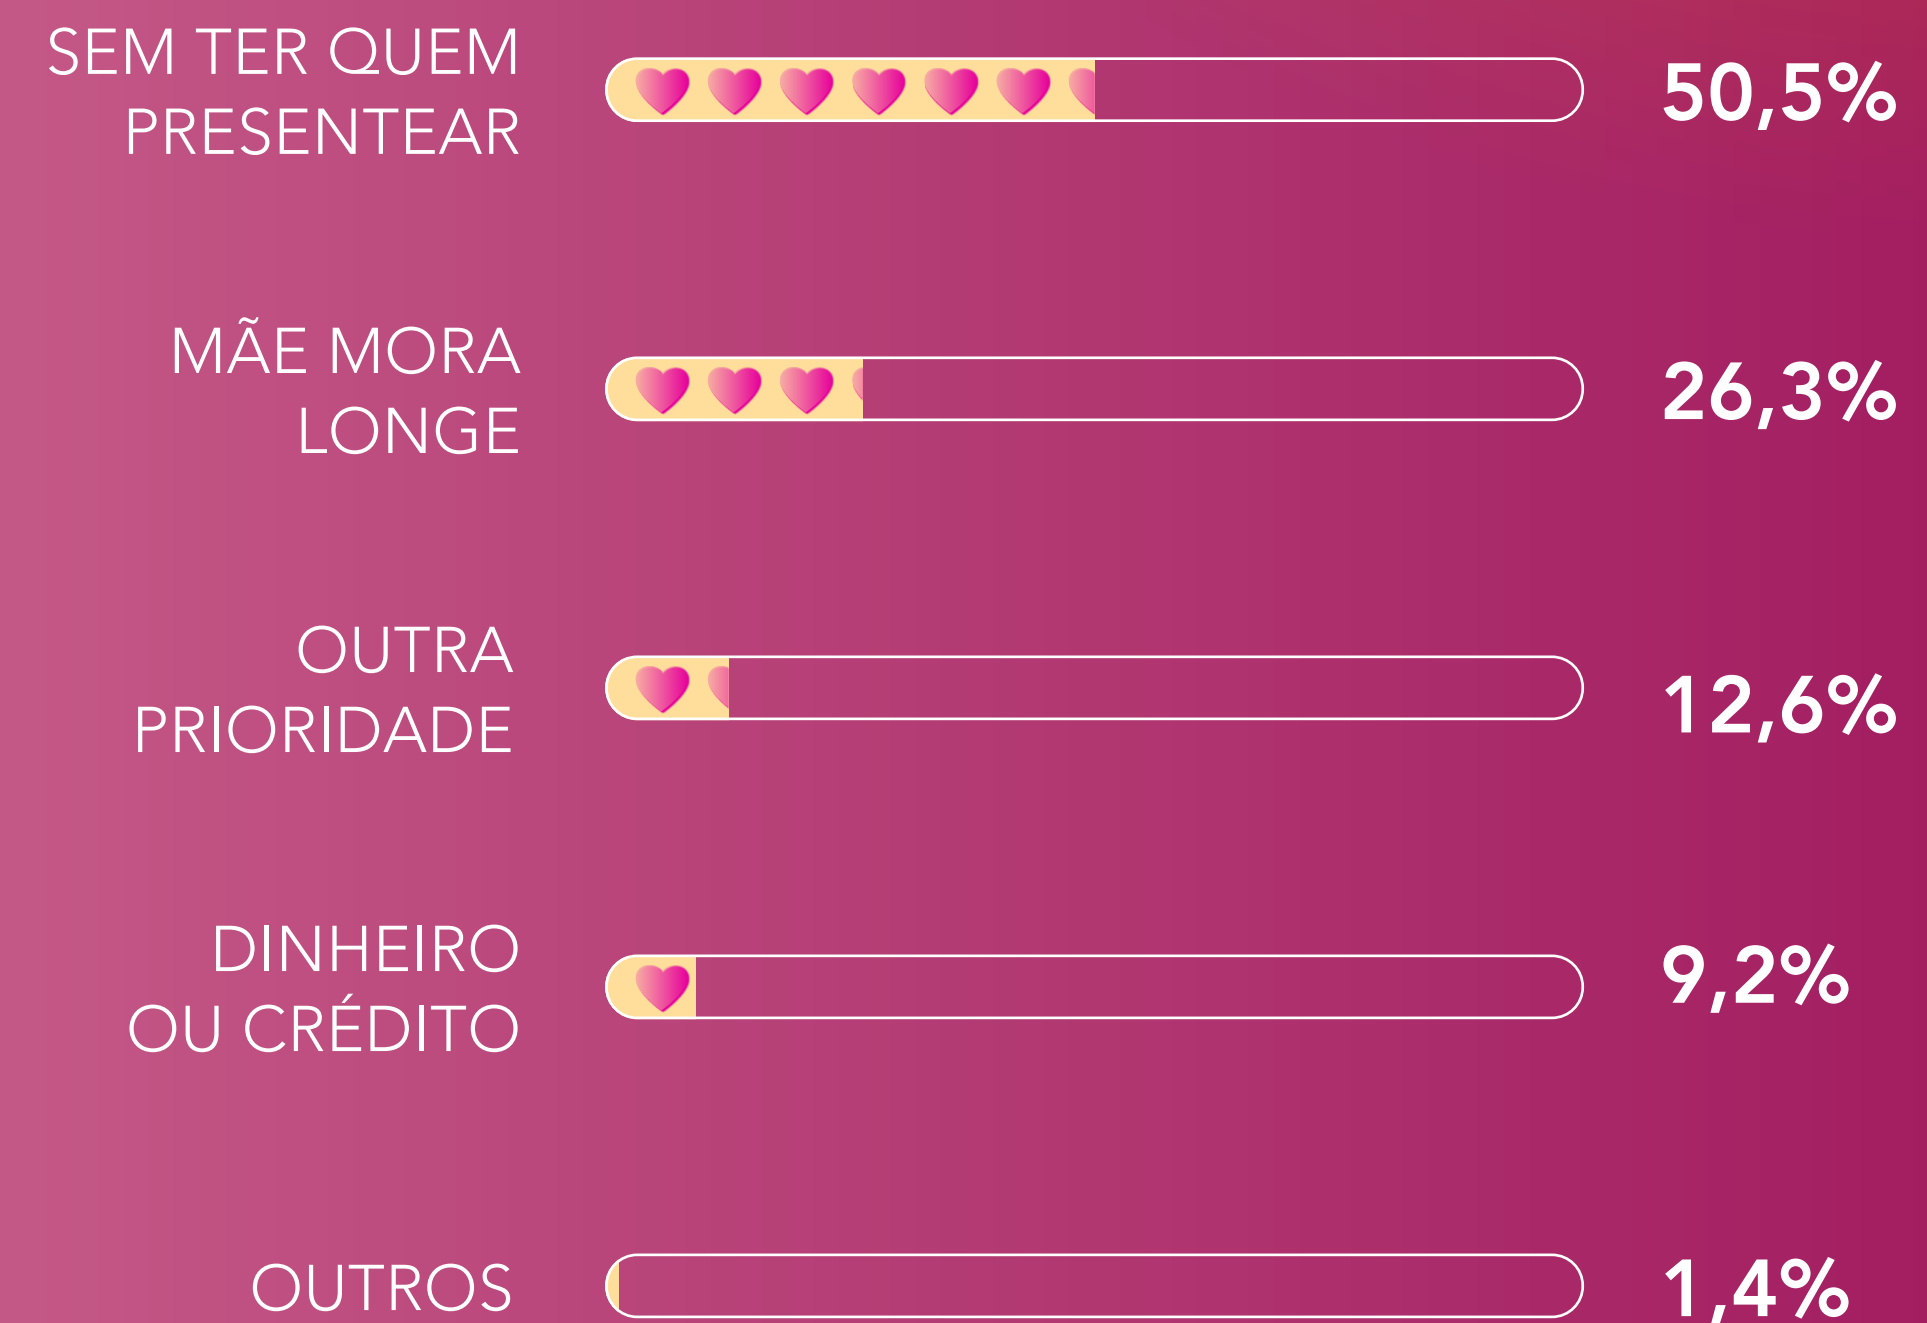 SEM TER QUEM
PRESENTEAR
50,5%
MÃE MORA
LONGE
26,3%
OUTRA
PRIORIDADE
12,6%
DINHEIRO
OU CRÉDITO
9,2%
OUTROS
1,4%